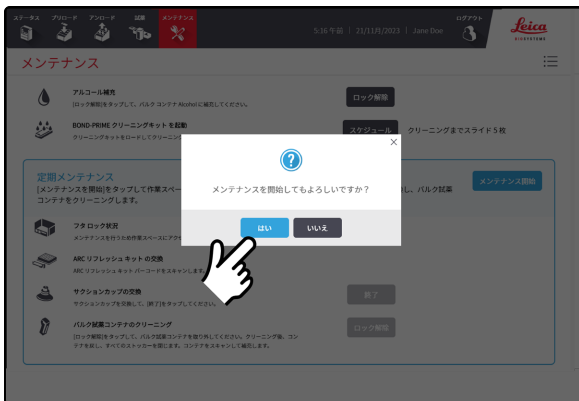 ステータス プリロード アンロード 試薬 メンテナンス
5:16 午前 | 21/11月/2023 | Jane Doe
ログアウト
Leica
BIOSYSTEMS
メンテナンス
アルコール補充
[ロック解除]をタップして、バルク コンテナ Alcohol に補充してください。
ロック解除
BOND-PRIME クリーニングキット を起動
クリーニングキットをロードしてクリーニン
スケジュール
クリーニングまでスライド 5 枚
×
メンテナンスを開始してもよろしいですか？
はい
いいえ
定期メンテナンス
[メンテナンスを開始]をタップして作業スペー
し、バルク試薬
コンテナをクリーニングします。
メンテナンス開始
フタ ロック状況
メンテナンスを行うため作業スペースにアクセ
ARC リフレッシュ キット の交換
ARC リフレッシュ キット バーコードをスキャンします。
サクションカップの交換
サクションカップを交換して、[終了]をタップしてください。
終了
バルク試薬コンテナのクリーニング
[ロック解除]をタップして、バルク試薬コンテナを取り外してください。クリーニング後、コン
テナを戻し、すべてのストッカーを閉じます。コンテナをスキャンして補充します。
ロック解除